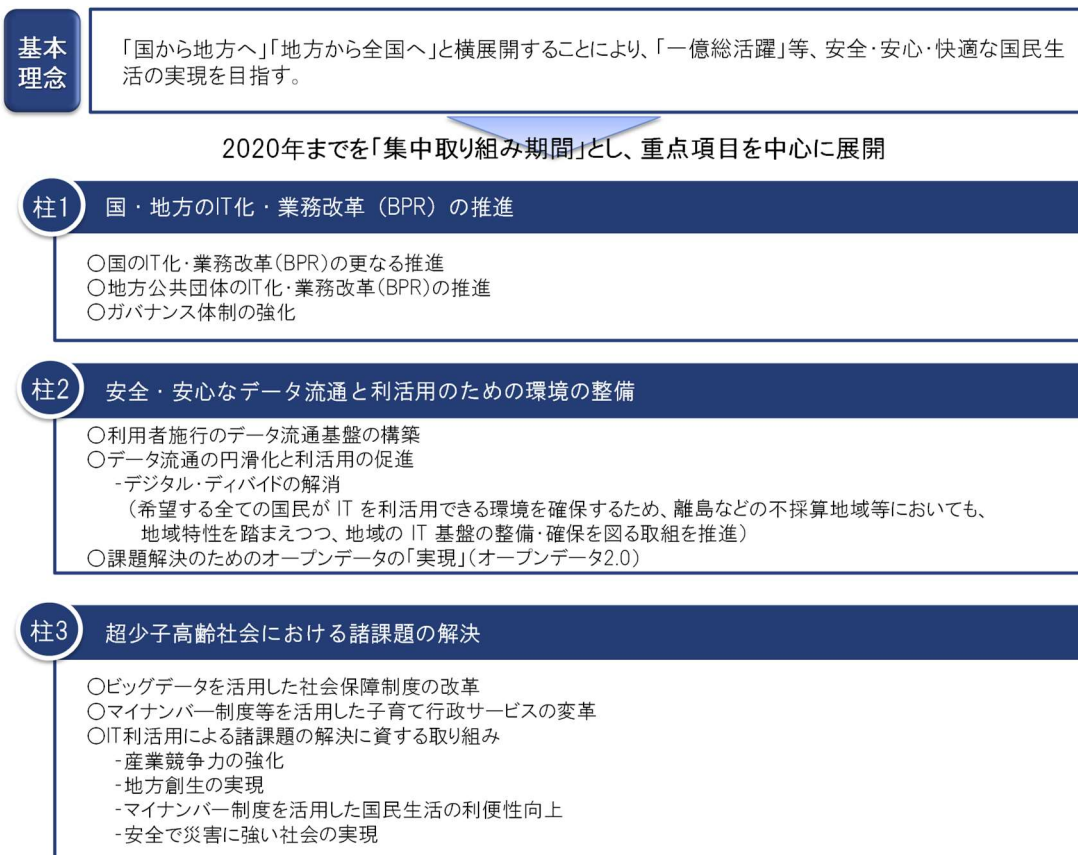 基本
理念
「国から地方へ」「地方から全国へ」と横展開することにより、「一億総活躍」等、安全・安心・快適な国民生
活の実現を目指す。
2020年までを「集中取り組み期間」とし、重点項目を中心に展開
柱1 国・地方のIT化・業務改革（BPR）の推進
○国のIT化・業務改革(BPR)の更なる推進
○地方公共団体のIT化・業務改革(BPR)の推進
○ガバナンス体制の強化
柱2 安全・安心なデータ流通と利活用のための環境の整備
○利用者施行のデータ流通基盤の構築
○データ流通の円滑化と利活用の促進
-デジタル・ディバイドの解消
（希望する全ての国民が IT を利活用できる環境を確保するため、離島などの不採算地域等においても、
地域特性を踏まえつつ、地域の IT 基盤の整備・確保を図る取組を推進）
○課題解決のためのオープンデータの「実現」（オープンデータ2.0）
柱3 超少子高齢社会における諸課題の解決
○ビッグデータを活用した社会保障制度の改革
○マイナンバー制度等を活用した子育て行政サービスの変革
○IT利活用による諸課題の解決に資する取り組み
-産業競争力の強化
-地方創生の実現
-マイナンバー制度を活用した国民生活の利便性向上
-安全で災害に強い社会の実現